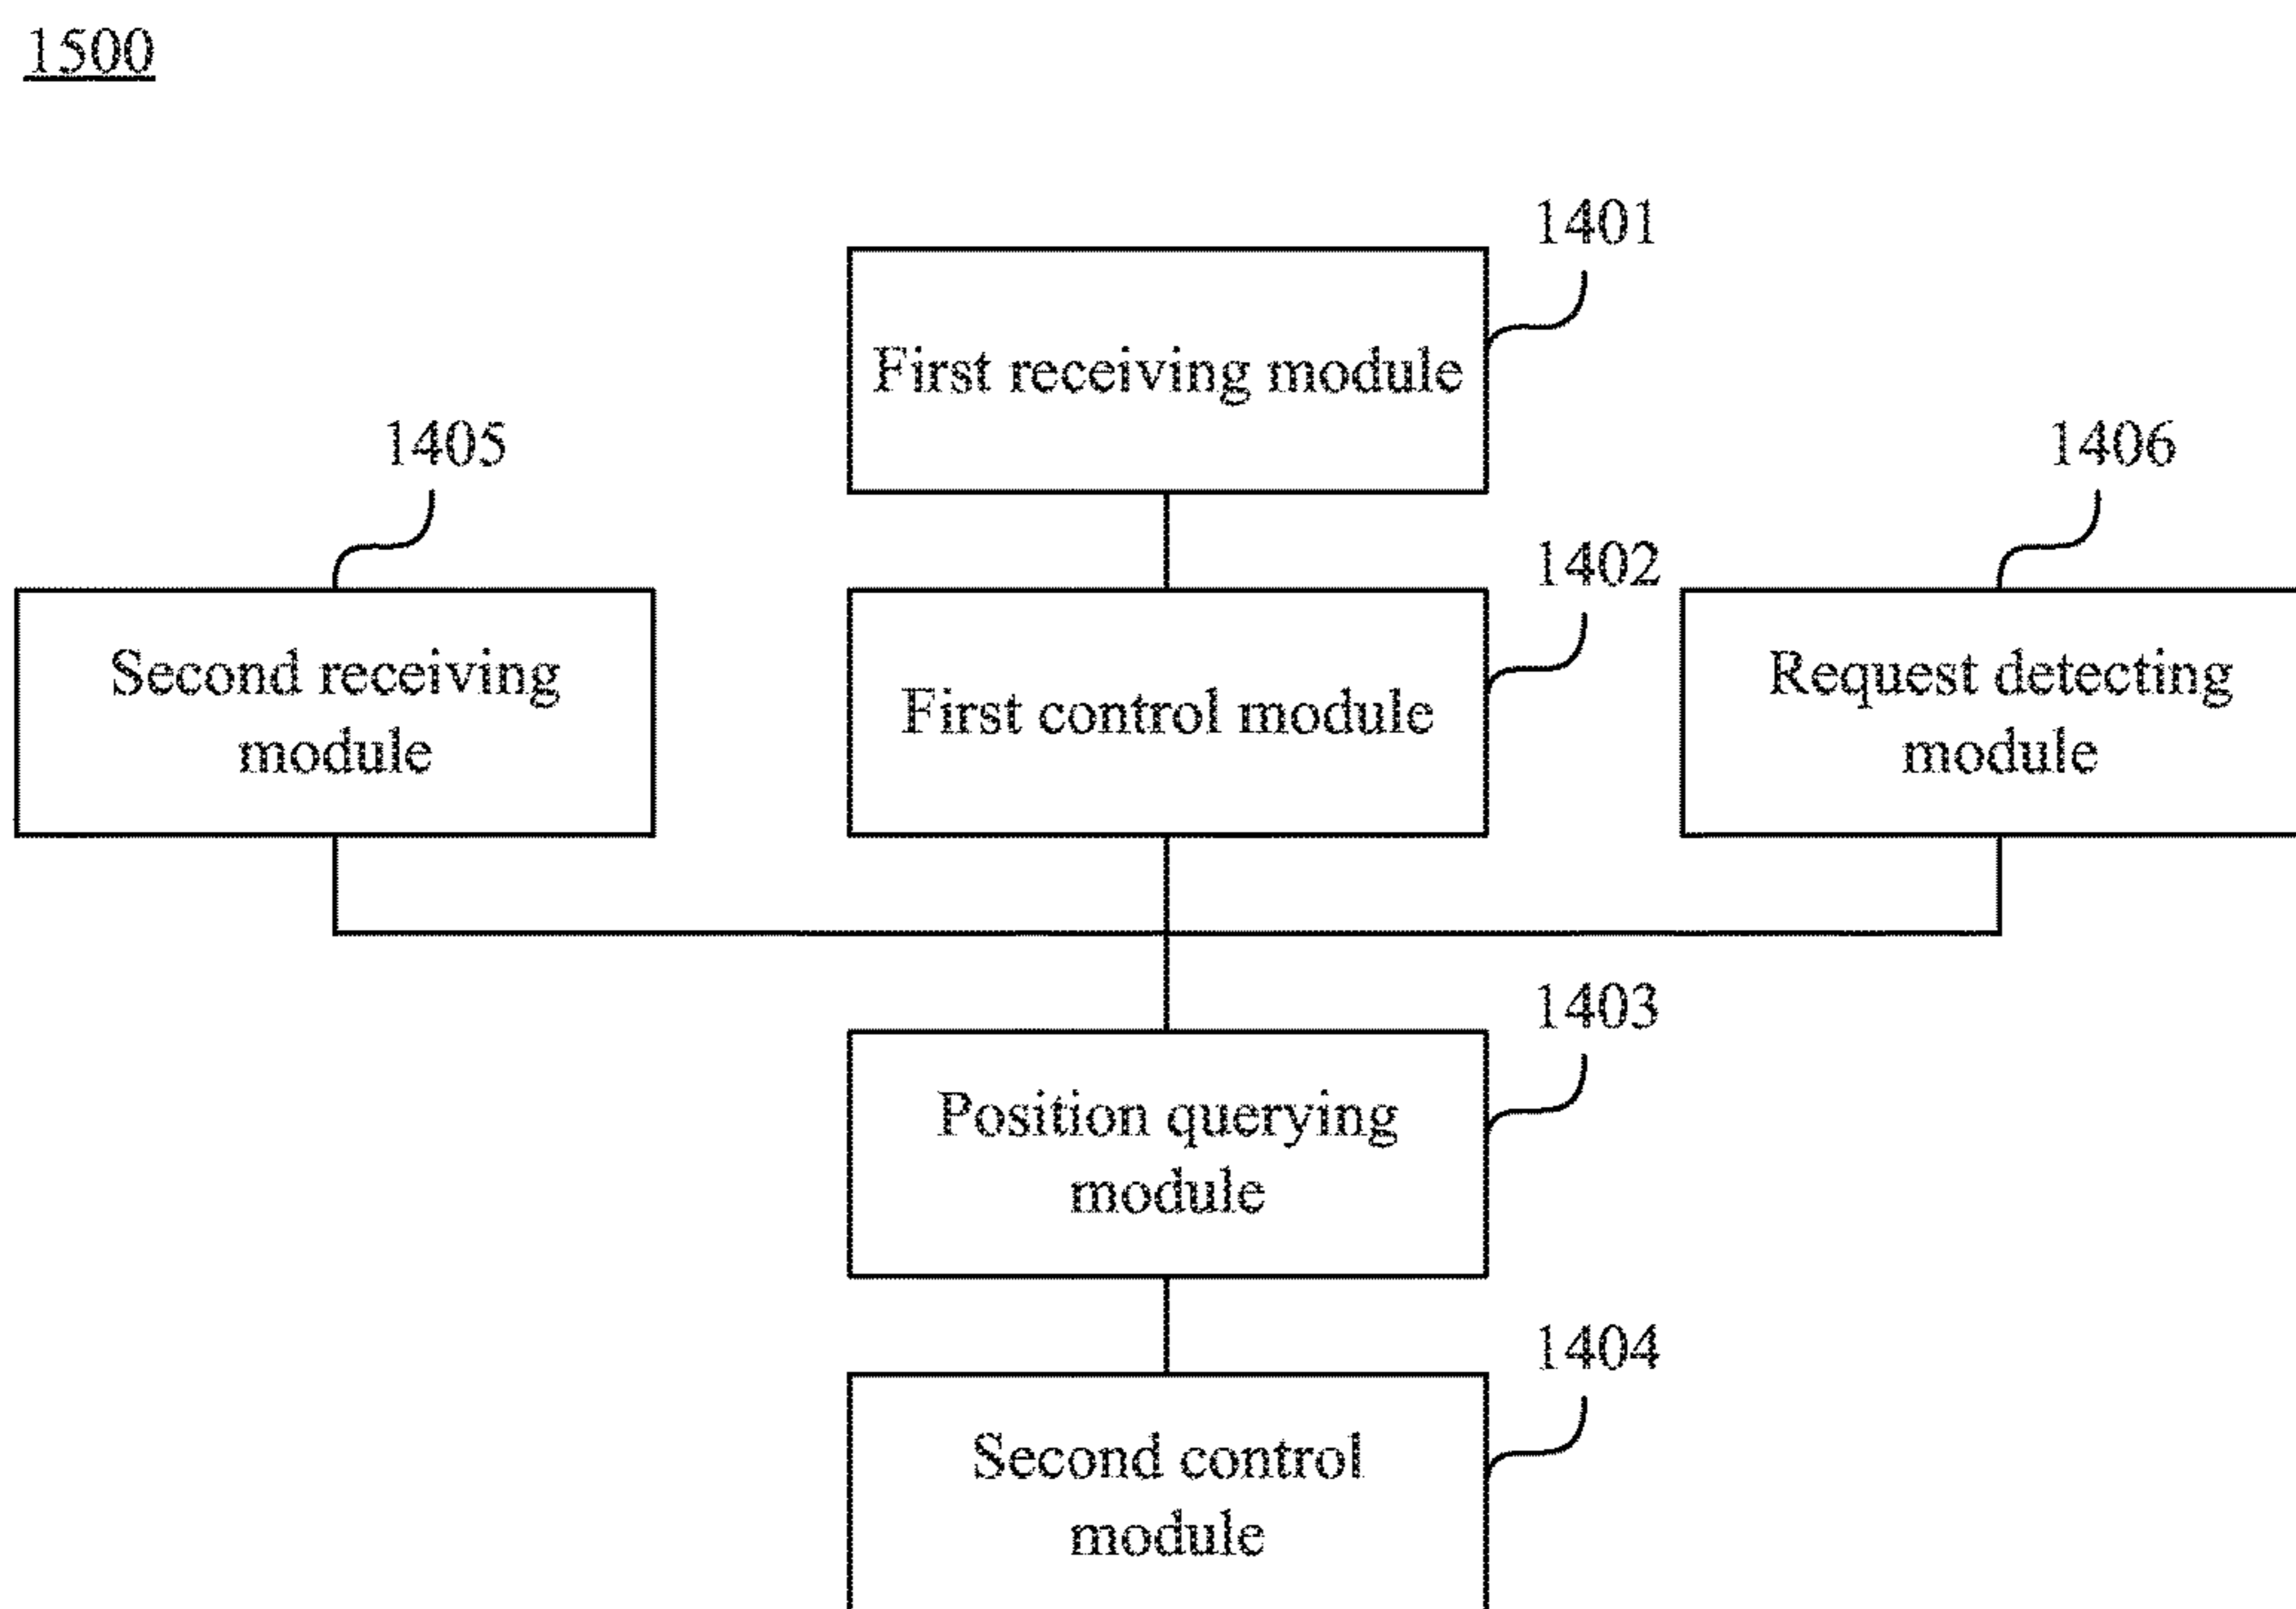 1500
1401
First receiving module
1405
1406
1402
Second receiving
module
First control module
Request detecting
module
1403
Position querying
module
1404
Second control
module